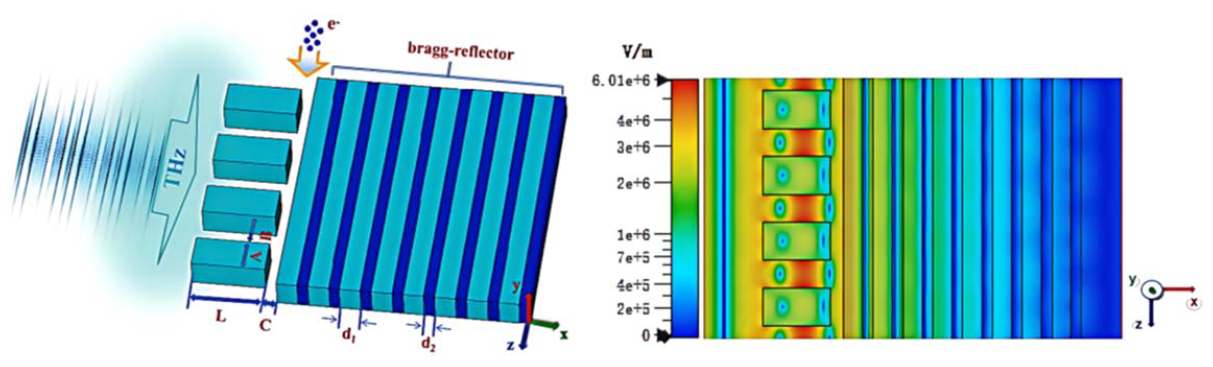 e-
bragg-reflector
THz
B
A
L
C
d1
d2
y
x
z
V/m
6.01e+6
4e+6
3e+6
2e+6
1e+6
7e+5
4e+5
2e+5
0
y
x
z